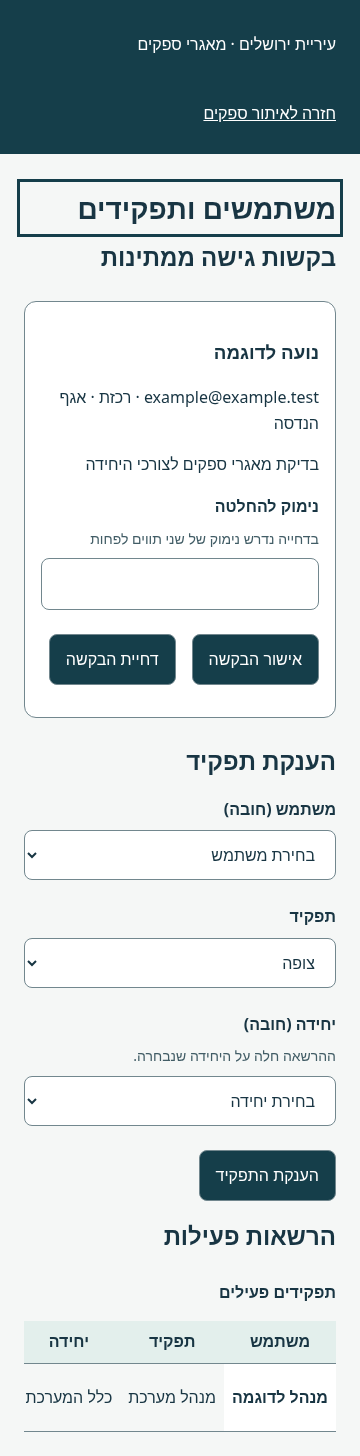 עיריית ירושלים · מאגרי ספקים
חזרה לאיתור ספקים
משתמשים ותפקידים
בקשות גישה ממתינות
נועה לדוגמה
example@example.test · רכזת · אגף
הנדסה
בדיקת מאגרי ספקים לצורכי היחידה
נימוק להחלטה
בדחייה נדרש נימוק של שני תווים לפחות
אישור הבקשה דחיית הבקשה
הענקת תפקיד
משתמש (חובה)
בחירת משתמש
תפקיד
צופה
יחידה (חובה)
ההרשאה חלה על היחידה שנבחרה.
בחירת יחידה
הענקת התפקיד
הרשאות פעילות
תפקידים פעילים
משתמש תפקיד יחידה
מנהל לדוגמה מנהל מערכת כלל המערכת